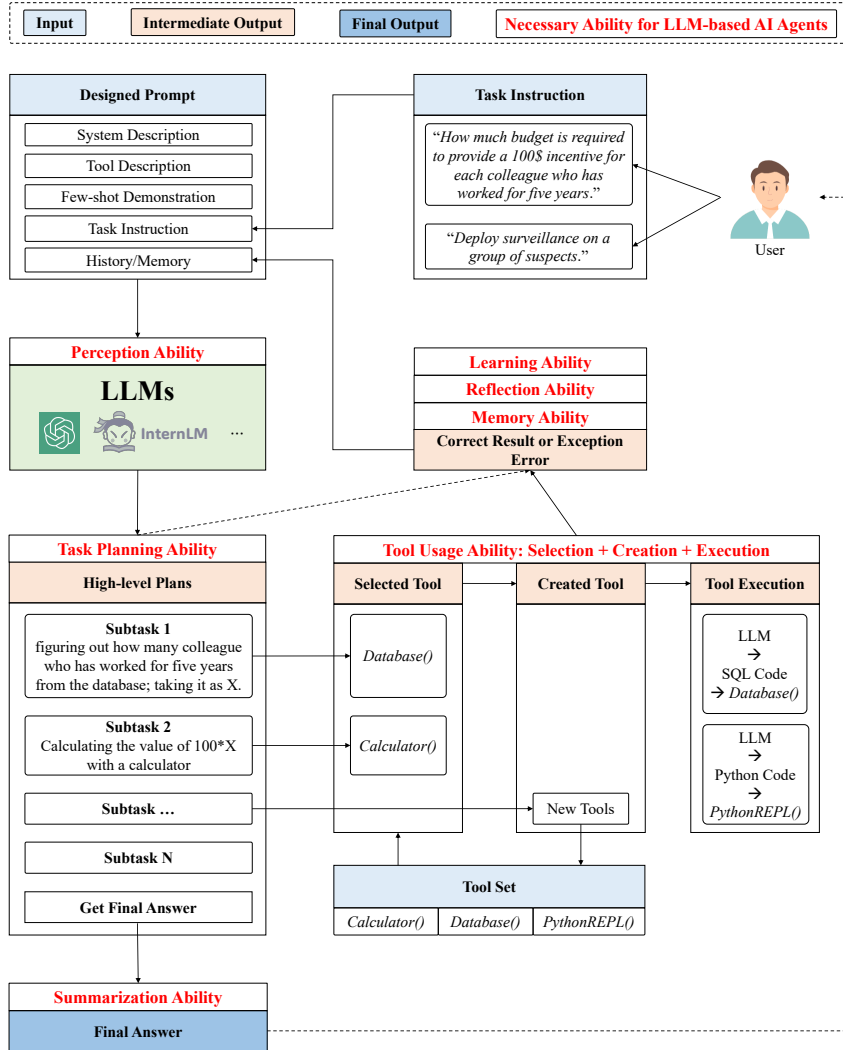 Input
Intermediate Output
Final Output
Necessary Ability for LLM-based AI Agents
Designed Prompt
System Description
Tool Description
Few-shot Demonstration
Task Instruction
History/Memory
Task Instruction
“How much budget is required
to provide a 100$ incentive for
each colleague who has
worked for five years.”
“Deploy surveillance on a
group of suspects.”
User
Perception Ability
LLMs
InternLM
...
Learning Ability
Reflection Ability
Memory Ability
Correct Result or Exception
Error
Task Planning Ability
High-level Plans
Subtask 1
figuring out how many colleague
who has worked for five years
from the database; taking it as X.
Subtask 2
Calculating the value of 100*X
with a calculator
Subtask …
Subtask N
Get Final Answer
Tool Usage Ability: Selection + Creation + Execution
Selected Tool
Database()
Calculator()
Created Tool
New Tools
Tool Execution
LLM
→
SQL Code
→ Database()
LLM
→
Python Code
→
PythonREPL()
Tool Set
Calculator()
Database()
PythonREPL()
Summarization Ability
Final Answer